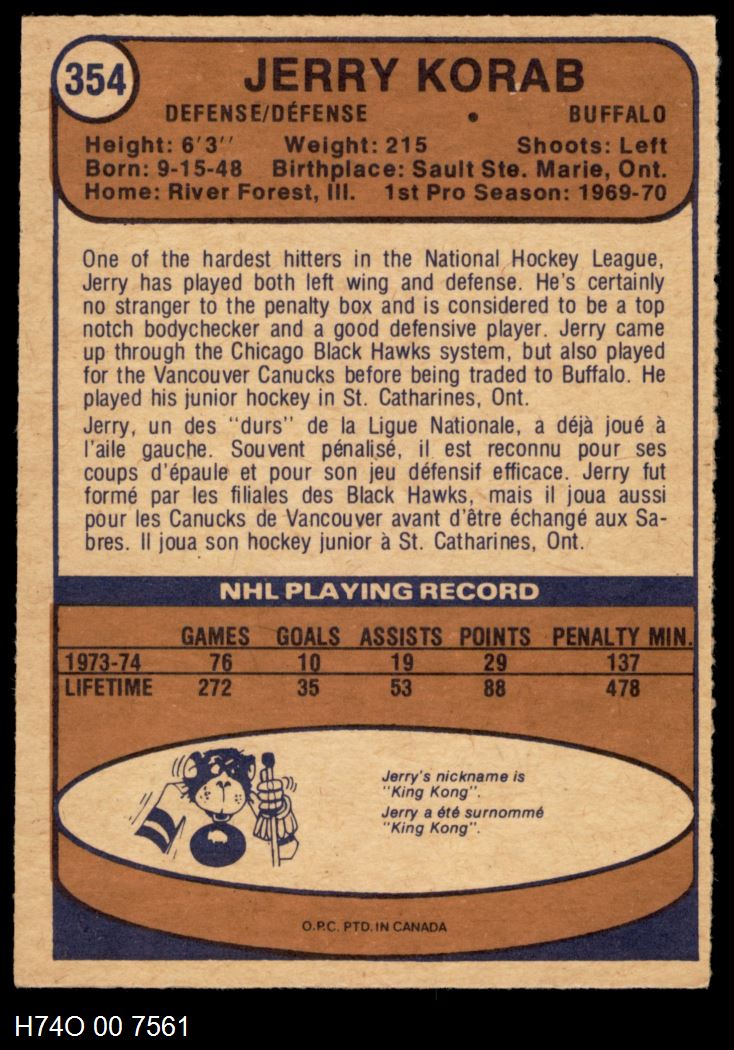 354
JERRY KORAB
DEFENSE/DÉFENSE • BUFFALO
Height: 6'3'' Weight: 215 Shoots: Left
Born: 9-15-48 Birthplace: Sault Ste. Marie, Ont.
Home: River Forest, Ill. 1st Pro Season: 1969-70
One of the hardest hitters in the National Hockey League,
Jerry has played both left wing and defense. He's certainly
no stranger to the penalty box and is considered to be a top
notch bodychecker and a good defensive player. Jerry came
up through the Chicago Black Hawks system, but also played
for the Vancouver Canucks before being traded to Buffalo. He
played his junior hockey in St. Catharines, Ont.
Jerry, un des "durs" de la Ligue Nationale, a déjà joué à
l'aile gauche. Souvent pénalisé, il est reconnu pour ses
coups d'épaule et pour son jeu défensif efficace. Jerry fut
formé par les filiales des Black Hawks, mais il joua aussi
pour les Canucks de Vancouver avant d'être échangé aux Sa-
bres. Il joua son hockey junior à St. Catharines, Ont.
NHL PLAYING RECORD
GAMES GOALS ASSISTS POINTS PENALTY MIN.
1973-74 76 10 19 29 137
LIFETIME 272 35 53 88 478
Jerry's nickname is
"King Kong".
Jerry a été surnommé
"King Kong".
O.P.C. PTD. IN CANADA
H74O 00 7561